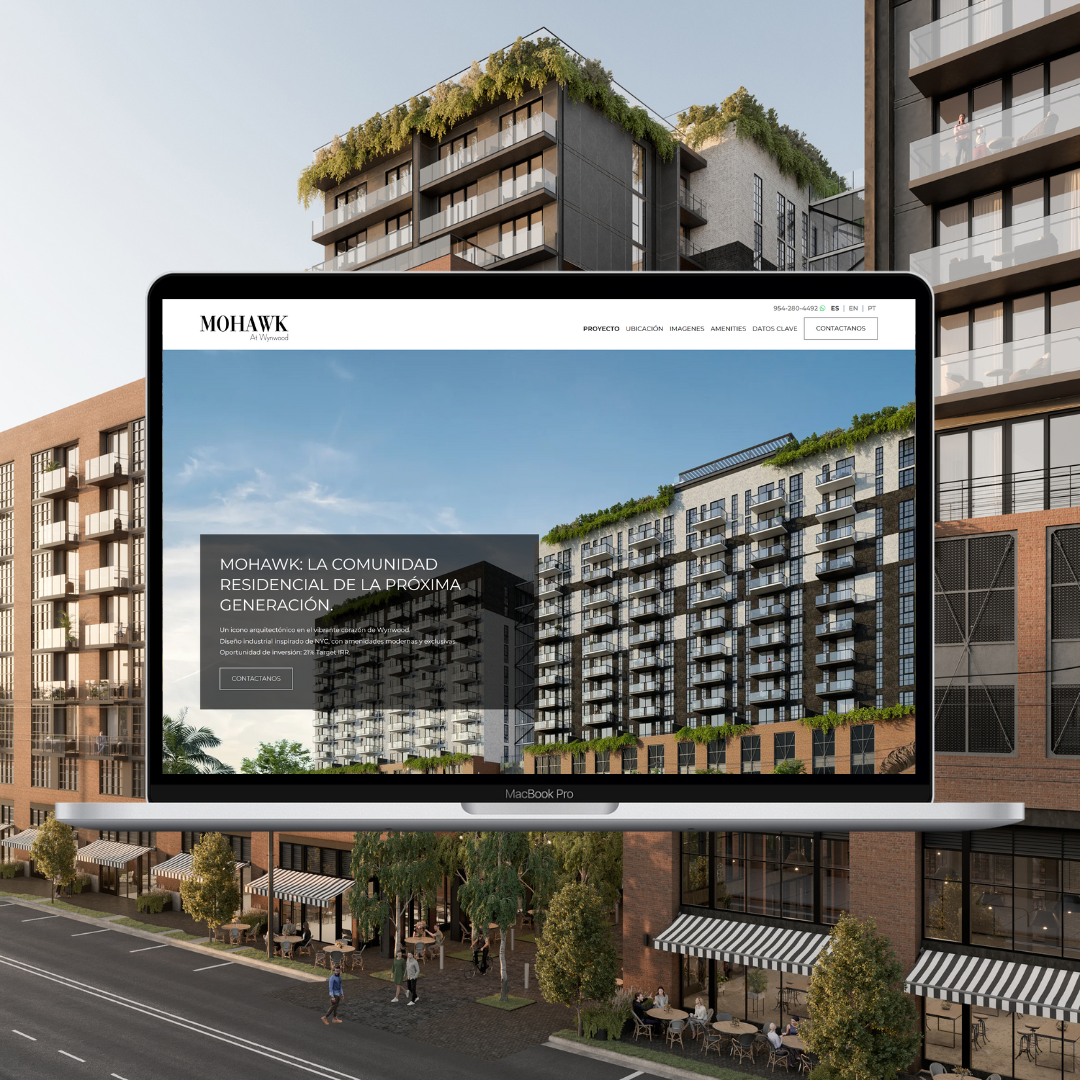 954-280-4492 ES | EN | PT
MOHAWK
At Wynwood
PROYECTO UBICACIÓN IMAGENES AMENITIES DATOS CLAVE CONTACTANOS
MOHAWK: LA COMUNIDAD
RESIDENCIAL DE LA PRÓXIMA
GENERACIÓN.
Un icono arquitectónico en el vibrante corazón de Wynwood.
Diseño industrial inspirado de NYC, con amenidades modernas y exclusivas.
Oportunidad de inversión: 21% Target IRR.
CONTACTANOS
MacBook Pro